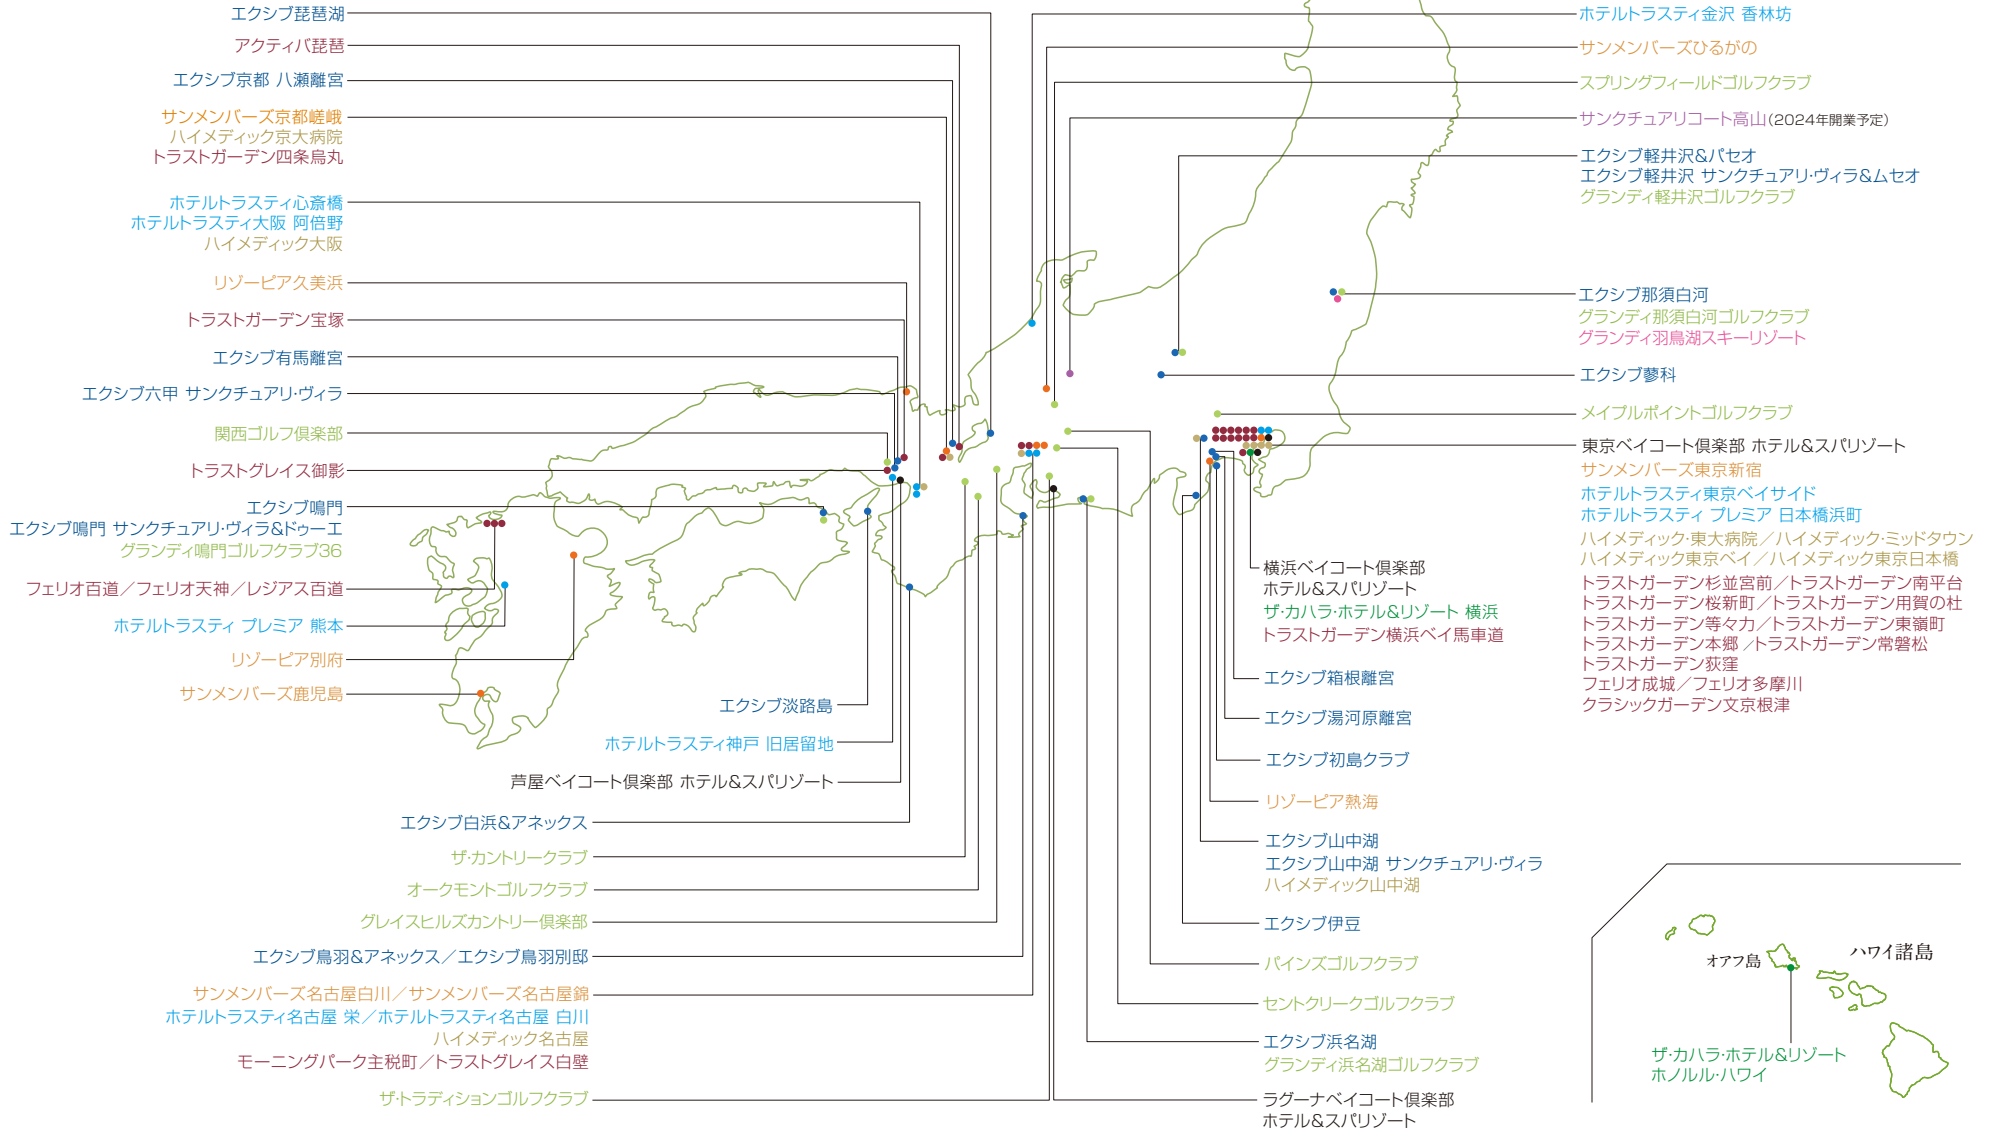 エクシブ琵琶湖
アクティバ琵琶
エクシブ京都 八瀬離宮
サンメンバーズ京都嵯峨
ハイメディック京大病院
トラストガーデン四条烏丸
ホテルトラスティ心斎橋
ホテルトラスティ大阪 阿倍野
ハイメディック大阪
リゾーピア久美浜
トラストガーデン宝塚
エクシブ有馬離宮
エクシブ六甲 サンクチュアリ・ヴィラ
関西ゴルフ倶楽部
トラストグレイス御影
エクシブ鳴門
エクシブ鳴門 サンクチュアリ・ヴィラ&ドゥーエ
グランディ鳴門ゴルフクラブ36
フェリオ百道／フェリオ天神／レジアス百道
ホテルトラスティ プレミア 熊本
リゾーピア別府
サンメンバーズ鹿児島
エクシブ淡路島
ホテルトラスティ神戸 旧居留地
芦屋ベイコート倶楽部 ホテル&スパリゾート
エクシブ白浜&アネックス
ザ・カントリークラブ
オークモントゴルフクラブ
グレイスヒルズカントリー倶楽部
エクシブ鳥羽&アネックス／エクシブ鳥羽別邸
サンメンバーズ名古屋白川／サンメンバーズ名古屋錦
ホテルトラスティ名古屋 栄／ホテルトラスティ名古屋 白川
ハイメディック名古屋
モーニングパーク主税町／トラストグレイス白壁
ザ・トラディションゴルフクラブ
ホテルトラスティ金沢 香林坊
サンメンバーズひるがの
スプリングフィールドゴルフクラブ
サンクチュアリコート高山(2024年開業予定)
エクシブ軽井沢&パセオ
エクシブ軽井沢 サンクチュアリ・ヴィラ&ムセオ
グランディ軽井沢ゴルフクラブ
エクシブ那須白河
グランディ那須白河ゴルフクラブ
グランディ羽鳥湖スキーリゾート
エクシブ蓼科
メイプルポイントゴルフクラブ
東京ベイコート倶楽部 ホテル&スパリゾート
サンメンバーズ東京新宿
ホテルトラスティ東京ベイサイド
ホテルトラスティ プレミア 日本橋浜町
ハイメディック・東大病院／ハイメディック・ミッドタウン
ハイメディック東京ベイ／ハイメディック東京日本橋
トラストガーデン杉並宮前／トラストガーデン南平台
トラストガーデン桜新町／トラストガーデン用賀の杜
トラストガーデン等々力／トラストガーデン東嶺町
トラストガーデン本郷／トラストガーデン常磐松
トラストガーデン荻窪
フェリオ成城／フェリオ多摩川
クラシックガーデン文京根津
横浜ベイコート倶楽部
ホテル&スパリゾート
ザ・カハラ・ホテル&リゾート 横浜
トラストガーデン横浜ベイ馬車道
エクシブ箱根離宮
エクシブ湯河原離宮
エクシブ初島クラブ
リゾーピア熱海
エクシブ山中湖
エクシブ山中湖 サンクチュアリ・ヴィラ
ハイメディック山中湖
エクシブ伊豆
パインズゴルフクラブ
セントクリークゴルフクラブ
エクシブ浜名湖
グランディ浜名湖ゴルフクラブ
ラグーナベイコート倶楽部
ホテル&スパリゾート
オアフ島
ハワイ諸島
ザ・カハラ・ホテル&リゾート
ホノルル・ハワイ